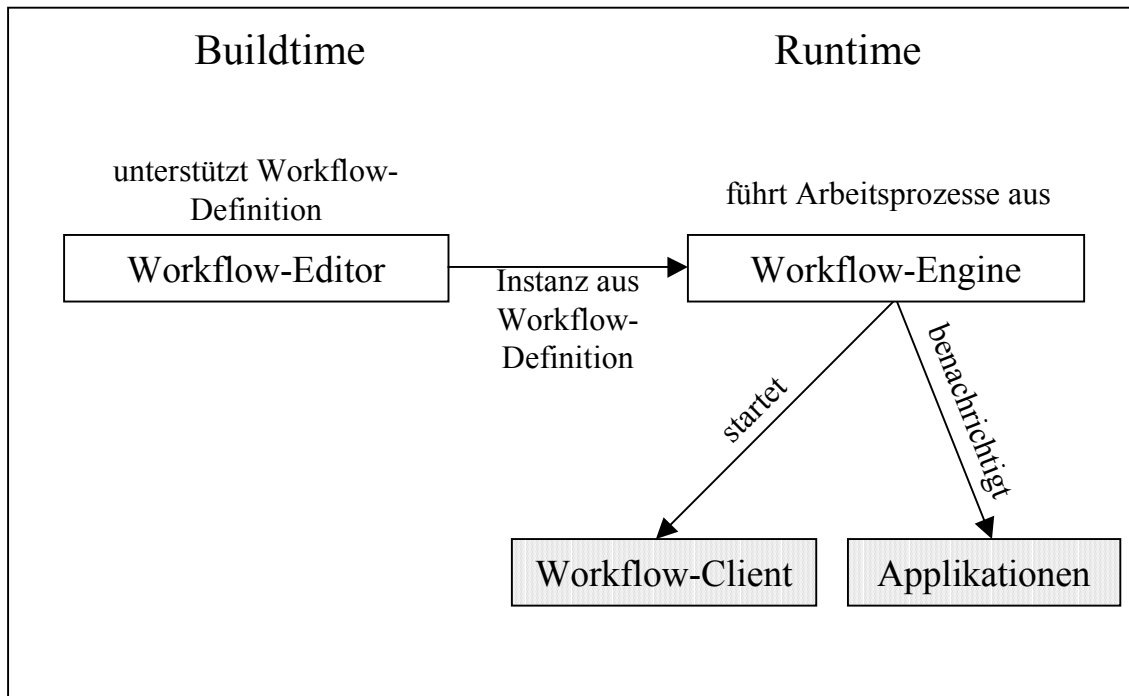 Buildtime
Runtime
unterstützt Workflow-
Definition
führt Arbeitsprozesse aus
Workflow-Editor
Instanz aus
Workflow-
Definition
Workflow-Engine
startet
benachrichtigt
Workflow-Client
Applikationen